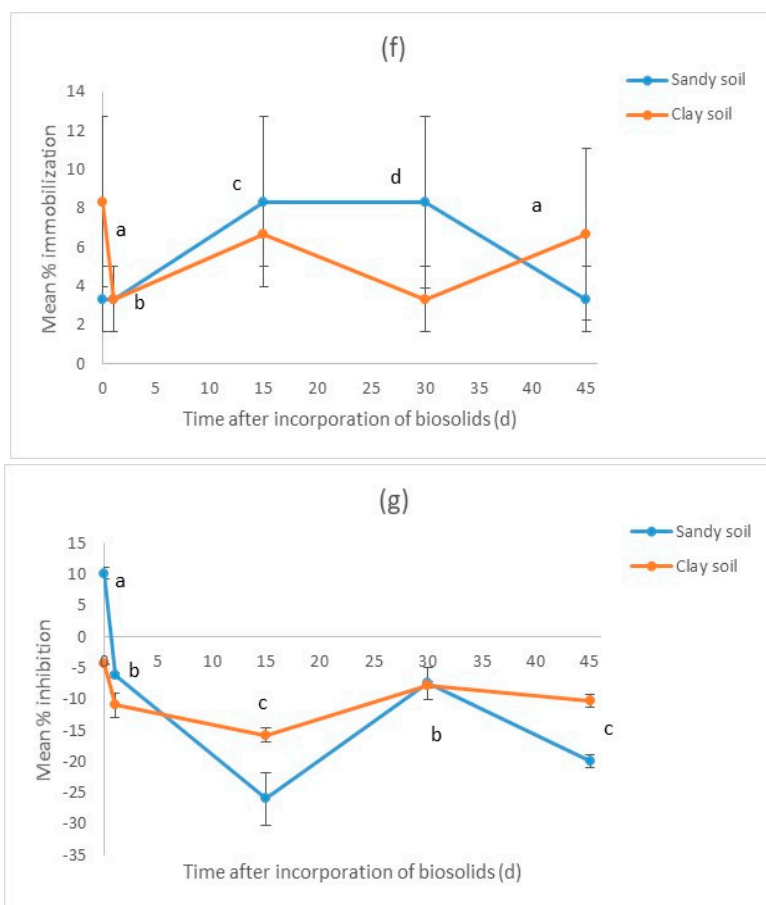 (f)
Sandy soil
Clay soil
Mean % immobilization
14
12
10
8
6
4
2
0
a
b
c
d
a
0 5 10 15 20 25 30 35 40 45
Time after incorporation of biosolids (d)
(g)
Sandy soil
Clay soil
Mean % inhibition
15
10
5
0
-5
-10
-15
-20
-25
-30
-35
a
b
c
b
c
0 5 10 15 20 25 30 35 40 45
Time after incorporation of biosolids (d)